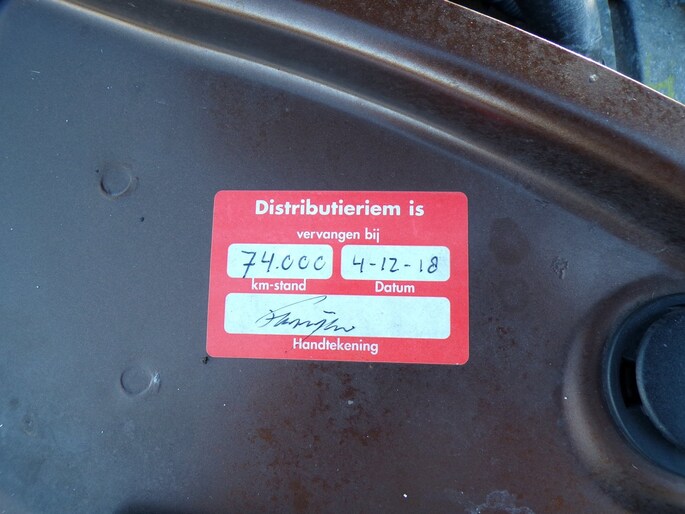 Distributieriem is
vervangen bij
74.000 4-12-18
km-stand Datum
Handtekening